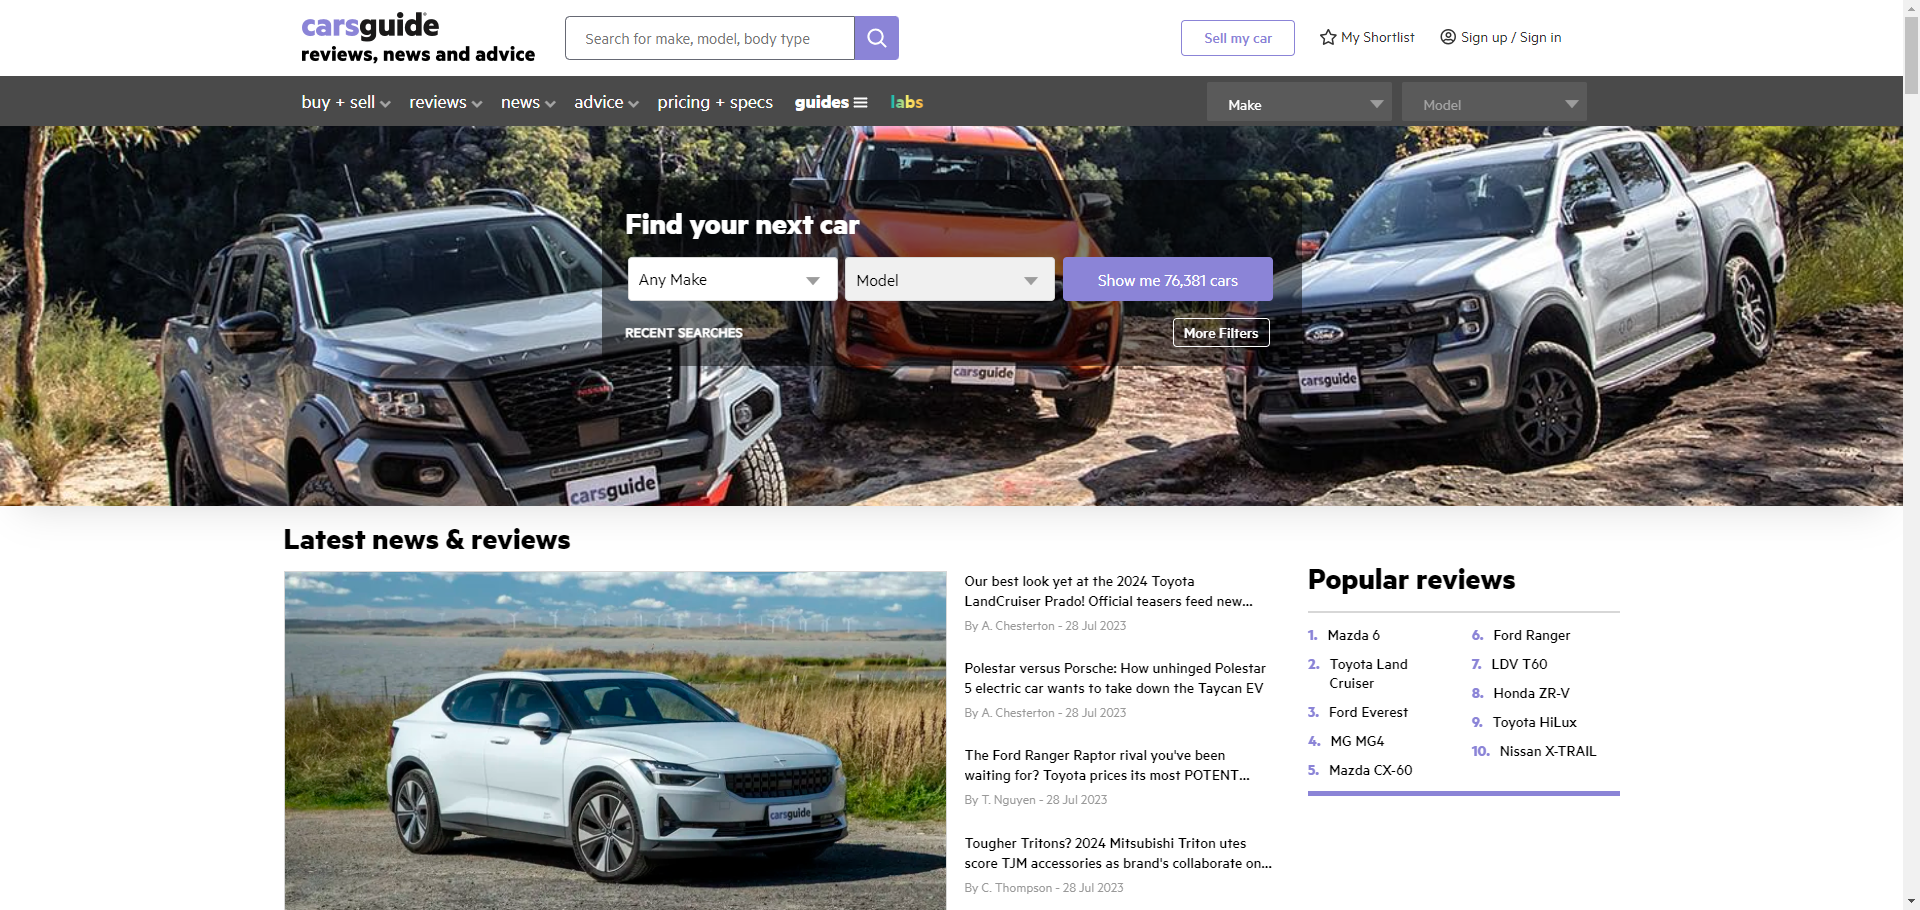 carsguide
reviews, news and advice
Search for make, model, body type
Sell my car
My Shortlist
Sign up / Sign in
buy + sell
reviews
news
advice
pricing + specs
guides
labs
Make
Model
Find your next car
Any Make
Model
Show me 76,381 cars
RECENT SEARCHES
More Filters
NISSAN
carsguide
carsguide
Ford
carsguide
Latest news & reviews
carsguide
Our best look yet at the 2024 Toyota
LandCruiser Prado! Official teasers feed new...
By A. Chesterton - 28 Jul 2023
Polestar versus Porsche: How unhinged Polestar
5 electric car wants to take down the Taycan EV
By A. Chesterton - 28 Jul 2023
The Ford Ranger Raptor rival you've been
waiting for? Toyota prices its most POTENT...
By T. Nguyen - 28 Jul 2023
Tougher Tritons? 2024 Mitsubishi Triton utes
score TJM accessories as brand's collaborate on...
By C. Thompson - 28 Jul 2023
Popular reviews
1. Mazda 6
2. Toyota Land
Cruiser
3. Ford Everest
4. MG MG4
5. Mazda CX-60
6. Ford Ranger
7. LDV T60
8. Honda ZR-V
9. Toyota HiLux
10. Nissan X-TRAIL